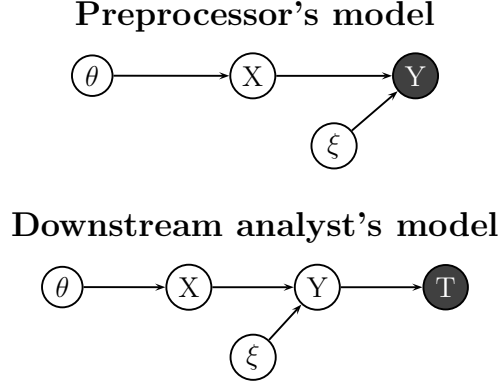 Preprocessor's model
θ X Y
ξ
Downstream analyst's model
θ X Y T
ξ